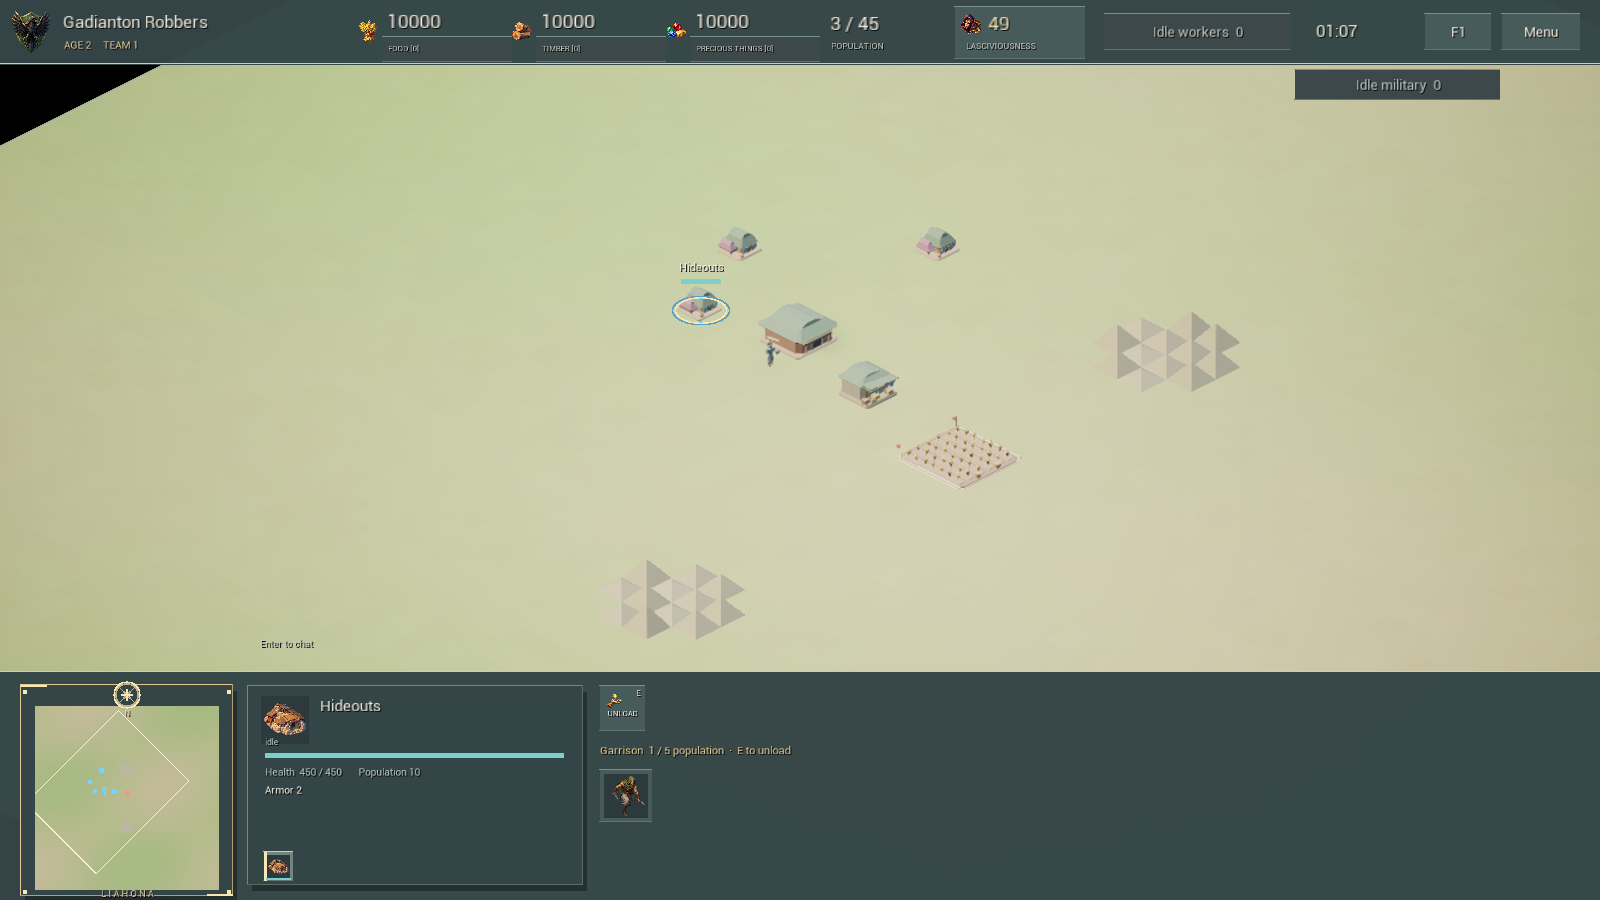 Gadianton Robbers
AGE 2 TEAM 1
10000
FOOD [0]
10000
TIMBER [0]
10000
PRECIOUS THINGS [0]
3 / 45
POPULATION
49
LASCIVIOUSNESS
Idle workers 0
01:07
F1
Menu
Idle military 0
Hideouts
Enter to chat
N
LIAHONA
Hideouts
idle
Health 450 / 450 Population 10
Armor 2
E
UNLOAD
Garrison 1 / 5 population · E to unload